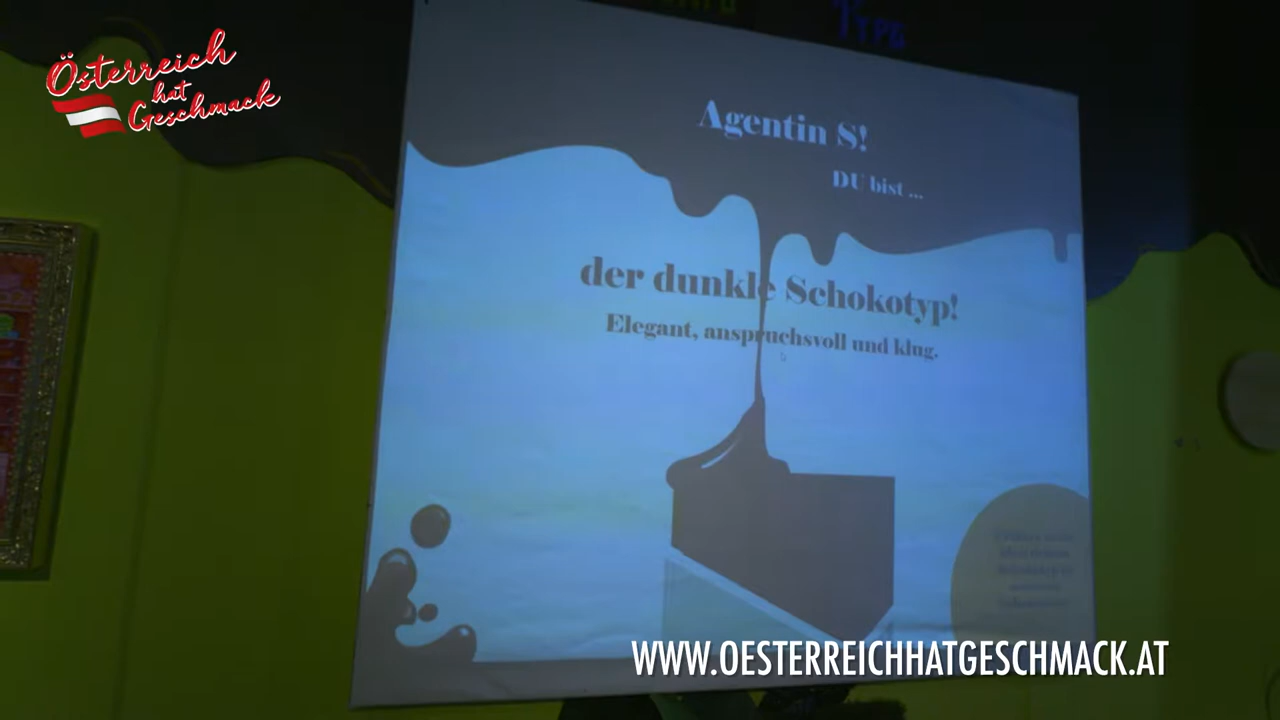 Österreich
hat
Geschmack
Agentin S!
DU bist ...
der dunkle Schokotyp!
Elegant, anspruchsvoll und klug.
WWW.OESTERREICHHATGESCHMACK.AT